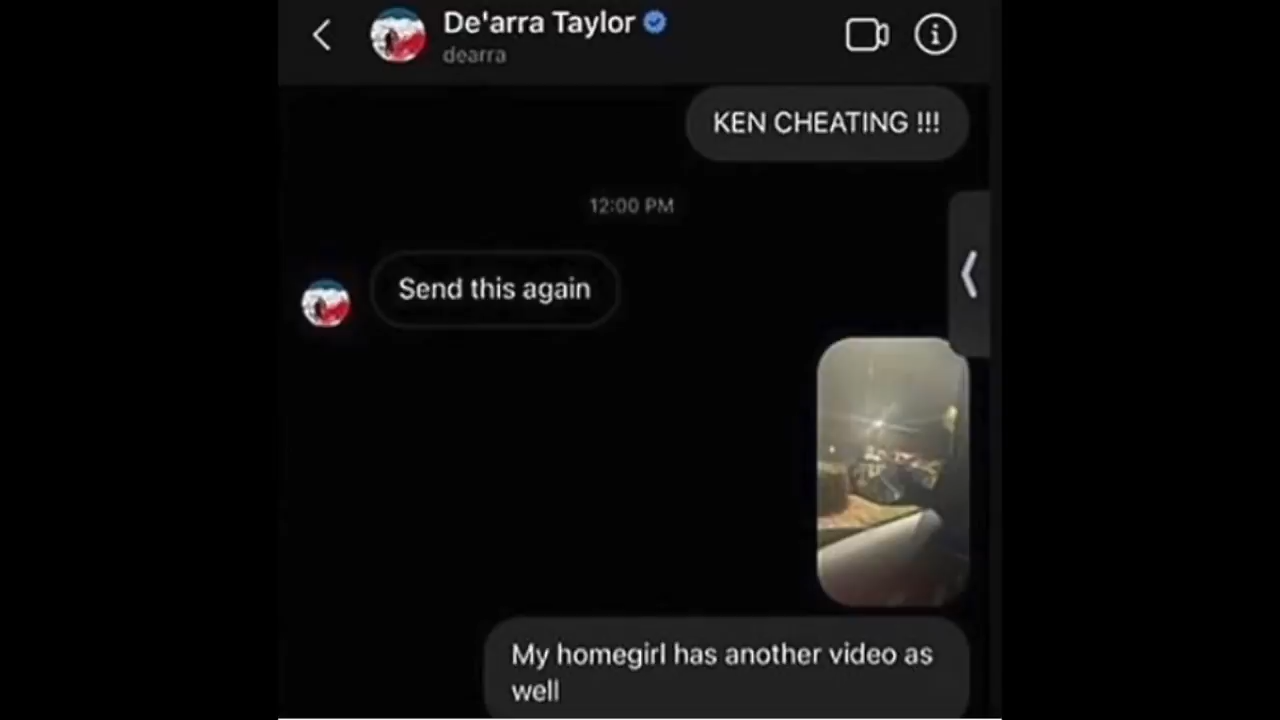 De'arra Taylor
dearra
KEN CHEATING !!!
12:00 PM
Send this again
My homegirl has another video as
well